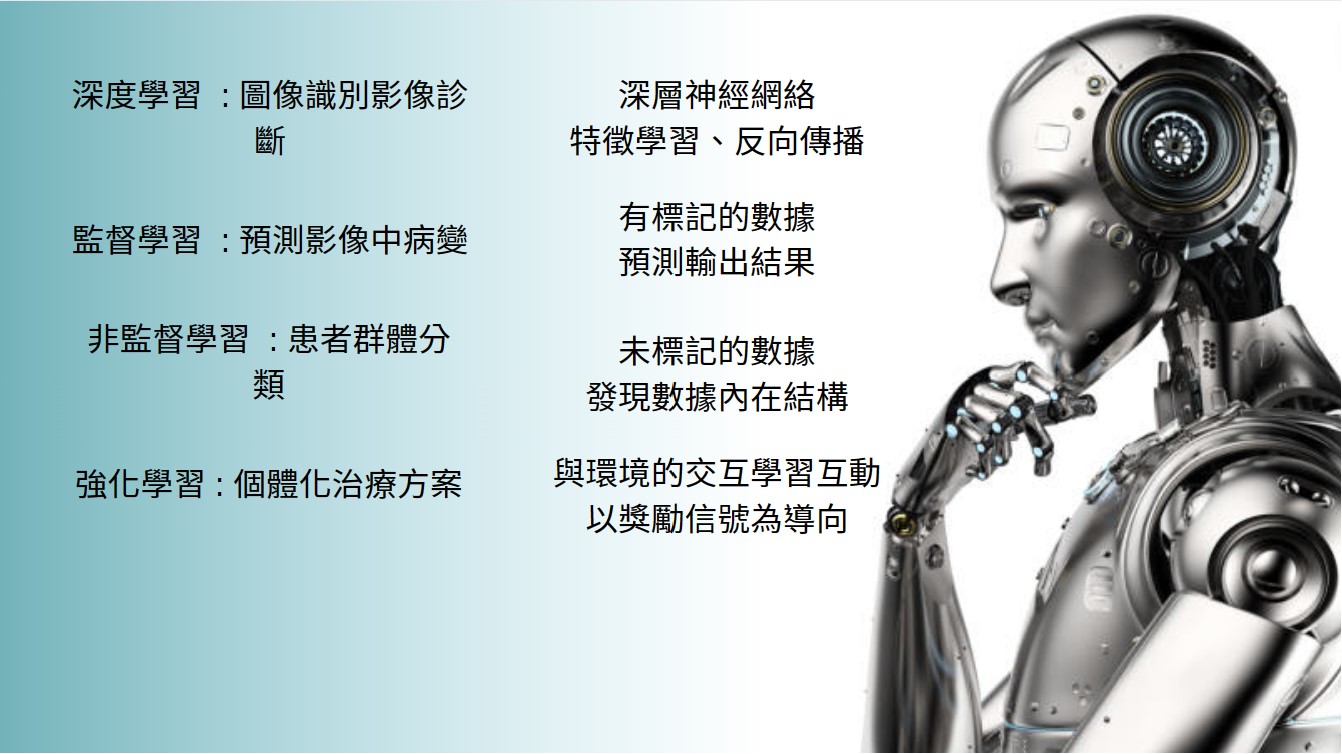 深度學習 : 圖像識別影像診
斷
深層神經網絡
特徵學習、反向傳播
監督學習 : 預測影像中病變
有標記的數據
預測輸出結果
非監督學習 : 患者群體分
類
未標記的數據
發現數據內在結構
強化學習 : 個體化治療方案
與環境的交互學習互動
以獎勵信號為導向